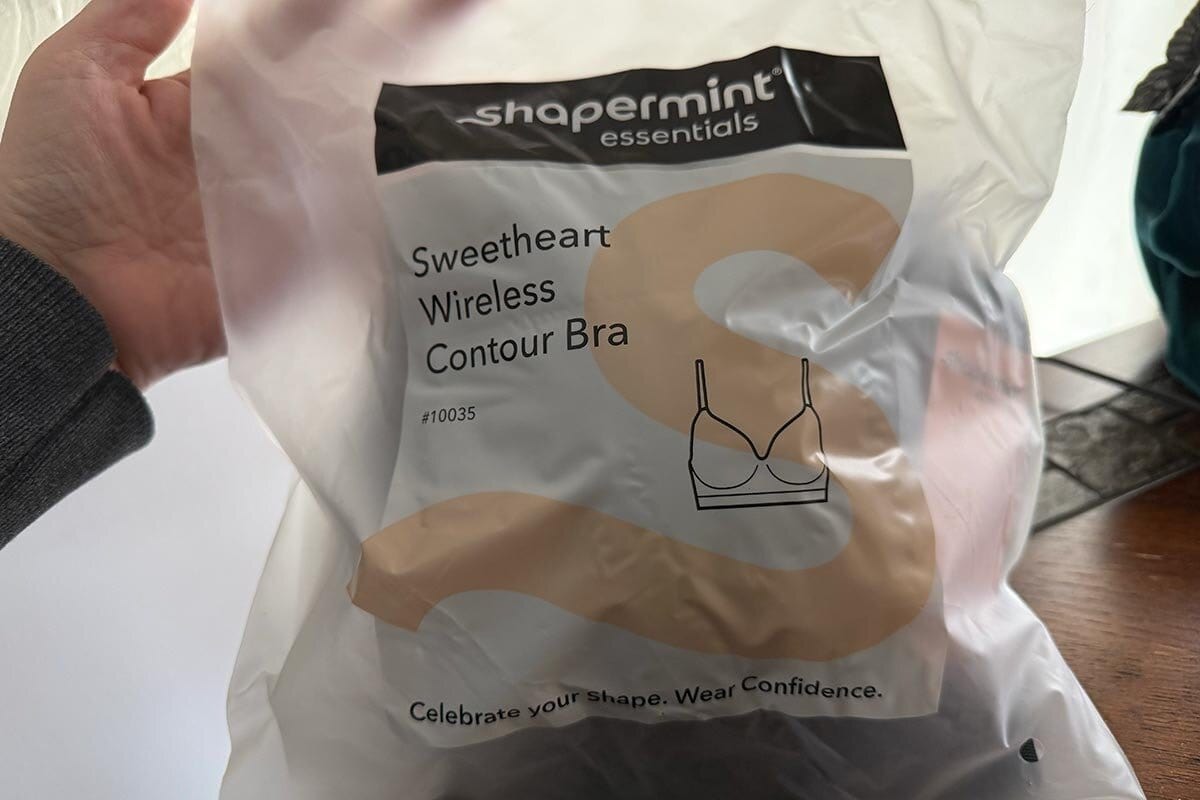 shapermint®
essentials
Sweetheart
Wireless
Contour Bra
#10035
Celebrate your shape. Wear Confidence.